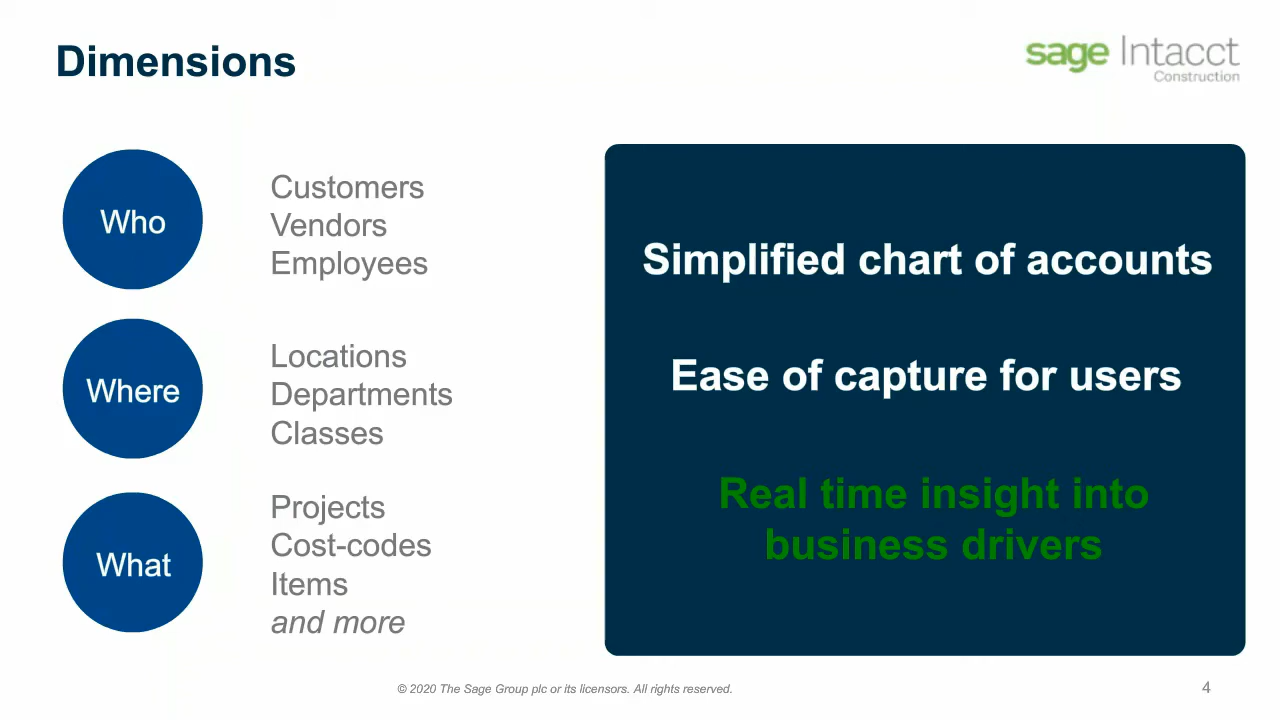 Dimensions
sage Intacct
Construction
Who
Customers
Vendors
Employees
Where
Locations
Departments
Classes
What
Projects
Cost-codes
Items
and more
Simplified chart of accounts
Ease of capture for users
Real time insight into
business drivers
© 2020 The Sage Group plc or its licensors. All rights reserved.
4